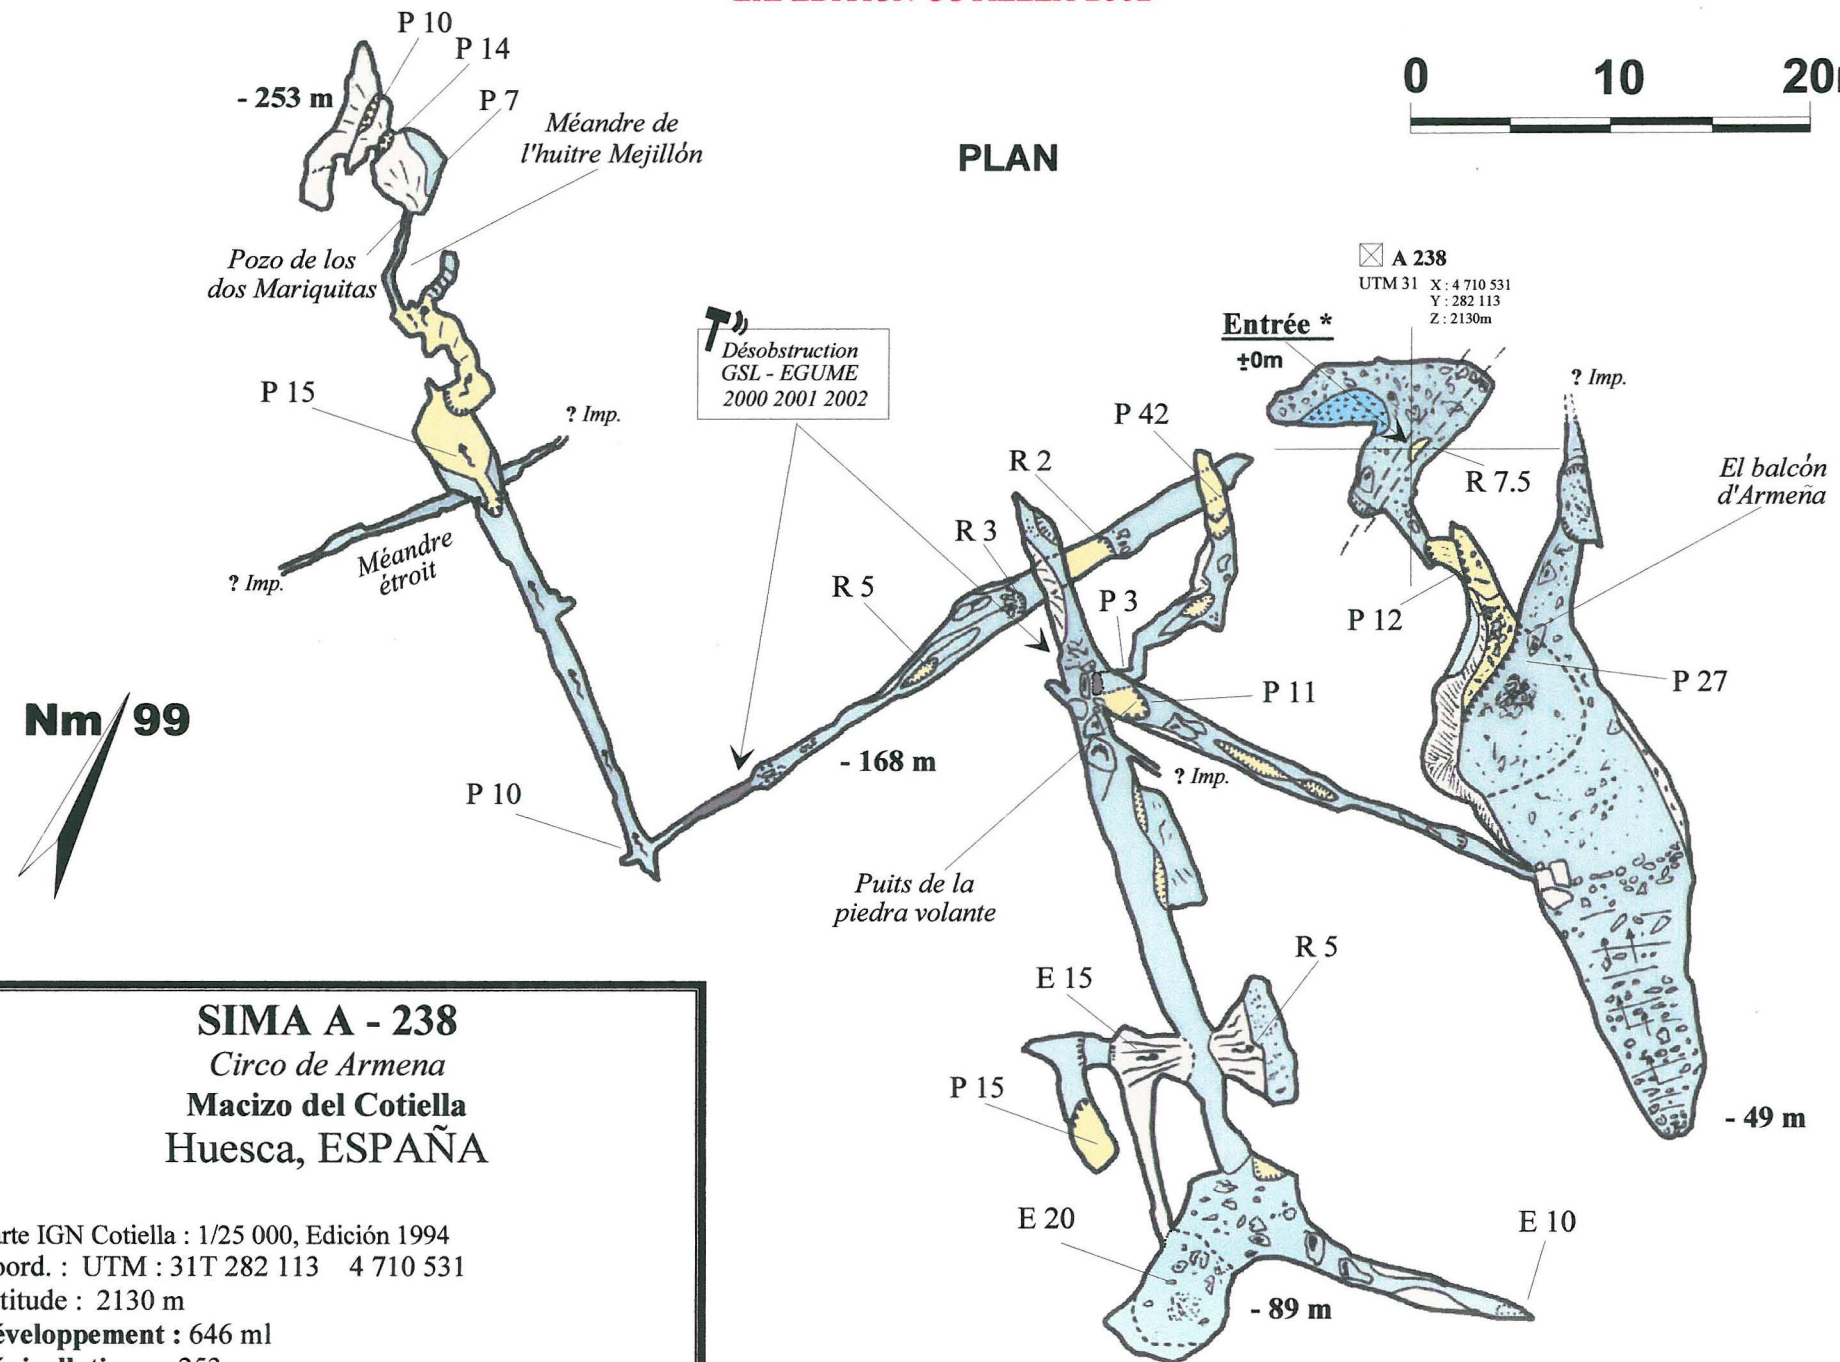 P 10
P 14
P 7
- 253 m
Méandre de
l'huitre Mejillón
Pozo de los
dos Mariquitas
PLAN
0 10 20m
A 238
UTM 31 X : 4 710 531
Y : 282 113
Z : 2130m
Entrée *
±0m
Désobstruction
GSL - EGUME
2000 2001 2002
P 15
? Imp.
? Imp.
P 42
R 2
R 7.5
El balcón
d'Armeña
R 3
R 5
P 3
Méandre
étroit
? Imp.
P 12
P 27
P 11
Nm 99
- 168 m
? Imp.
P 10
Puits de la
piedra volante
R 5
E 15
P 15
- 49 m
E 20
E 10
- 89 m
SIMA A - 238
Circo de Armena
Macizo del Cotiella
Huesca, ESPAÑA
rte IGN Cotiella : 1/25 000, Edición 1994
oord. : UTM : 31T 282 113 4 710 531
titude : 2130 m
éveloppement : 646 ml